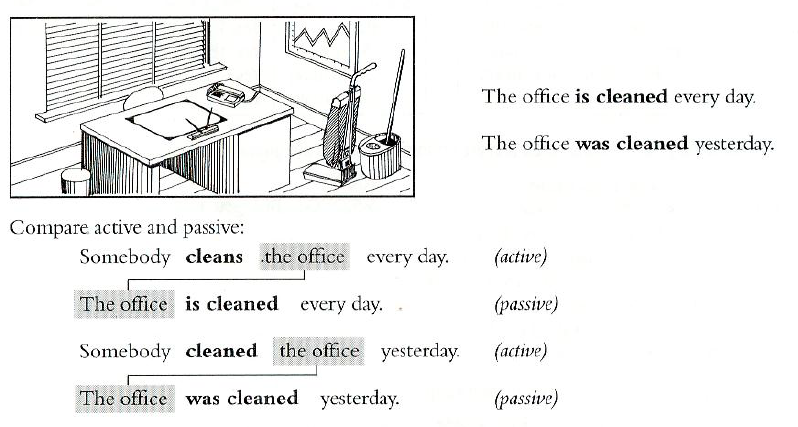 The office is cleaned every day.
The office was cleaned yesterday.
Compare active and passive:
Somebody cleans the office every day. (active)
The office is cleaned every day. (passive)
Somebody cleaned the office yesterday. (active)
The office was cleaned yesterday. (passive)